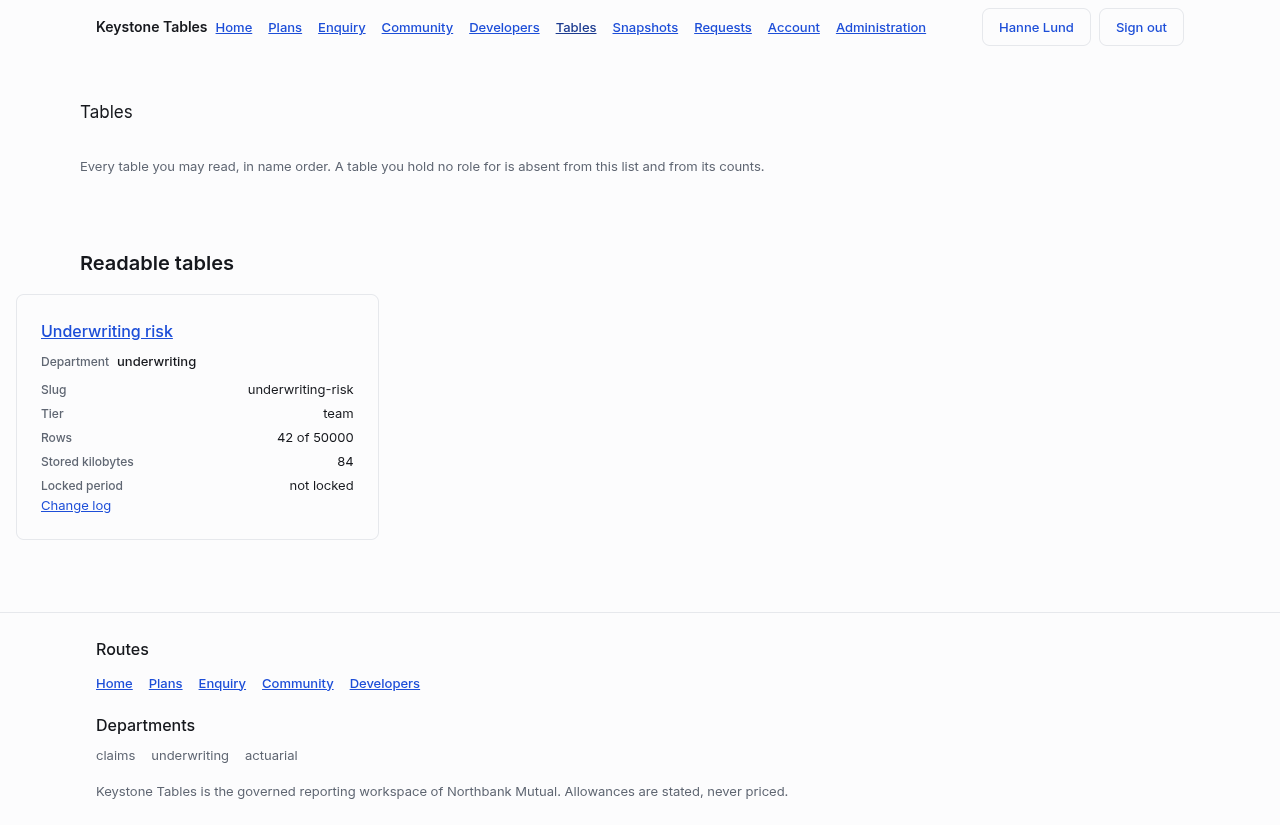 Keystone Tables Home Plans Enquiry Community Developers Tables Snapshots Requests Account Administration Hanne Lund Sign out
Tables
Every table you may read, in name order. A table you hold no role for is absent from this list and from its counts.
Readable tables
Underwriting risk
Department underwriting
Slug underwriting-risk
Tier team
Rows 42 of 50000
Stored kilobytes 84
Locked period not locked
Change log
Routes
Home Plans Enquiry Community Developers
Departments
claims underwriting actuarial
Keystone Tables is the governed reporting workspace of Northbank Mutual. Allowances are stated, never priced.